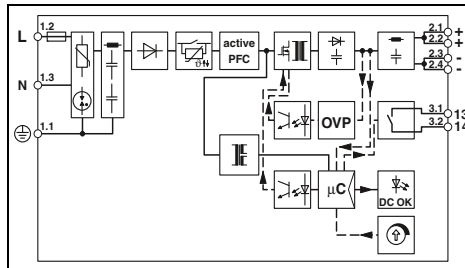 L 1.2
active PFC
2.1 +
2.2 +
2.3 -
2.4 -
N 1.3
ϑ
1.1
OVP
3.1 13
3.2 14
µC
DC OK